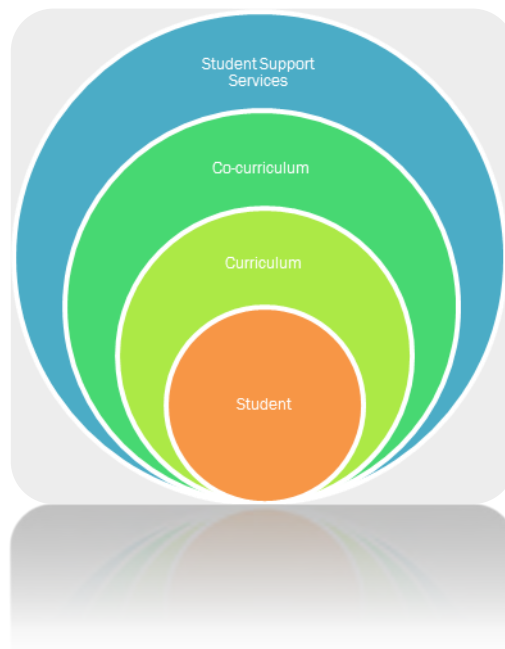 Student Support
Services
Co-curriculum
Curriculum
Student